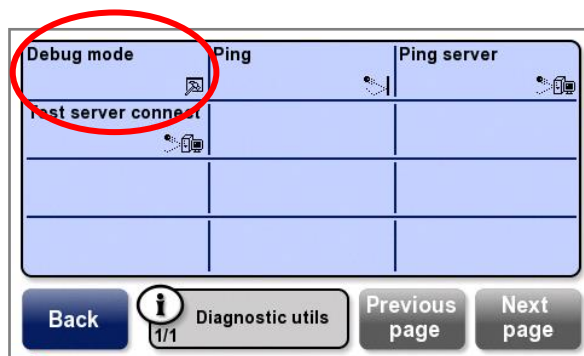 Debug mode
Ping
Ping server
Test server connect
Back
i
1/1
Diagnostic utils
Previous
page
Next
page